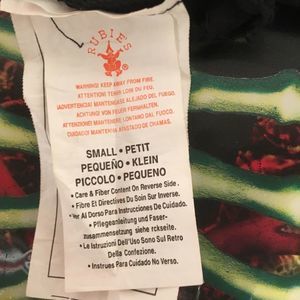 RUBIE'S
WARNING! KEEP AWAY FROM FIRE.
ATTENTION! TENIR LOIN DU FEU.
¡ADVERTENCIA! MANTENGASE ALEJADO DEL FUEGO.
ACHTUNG! VON FEUER FERNHALTEN.
ATTENZIONE! MANTENERE LONTANO DAL FUOCO.
CUIDADO! MANTENHA AFASTADO DE CHAMAS.
SMALL • PETIT
PEQUEÑO • KLEIN
PICCOLO • PEQUENO
• Care & Fiber Content On Reverse Side .
• Fibre Et Directives Du Soin Sur Inverse.
• Ver Al Dorso Para Instrucciones De Cuidado.
• Pflegeanleitung und Faser-
zusammensetzung siehe rckseite.
• Le Istruzioni Dell'Uso Sono Sul Retro
Della Confezione.
• Instrues Para Cuidado No Verso.